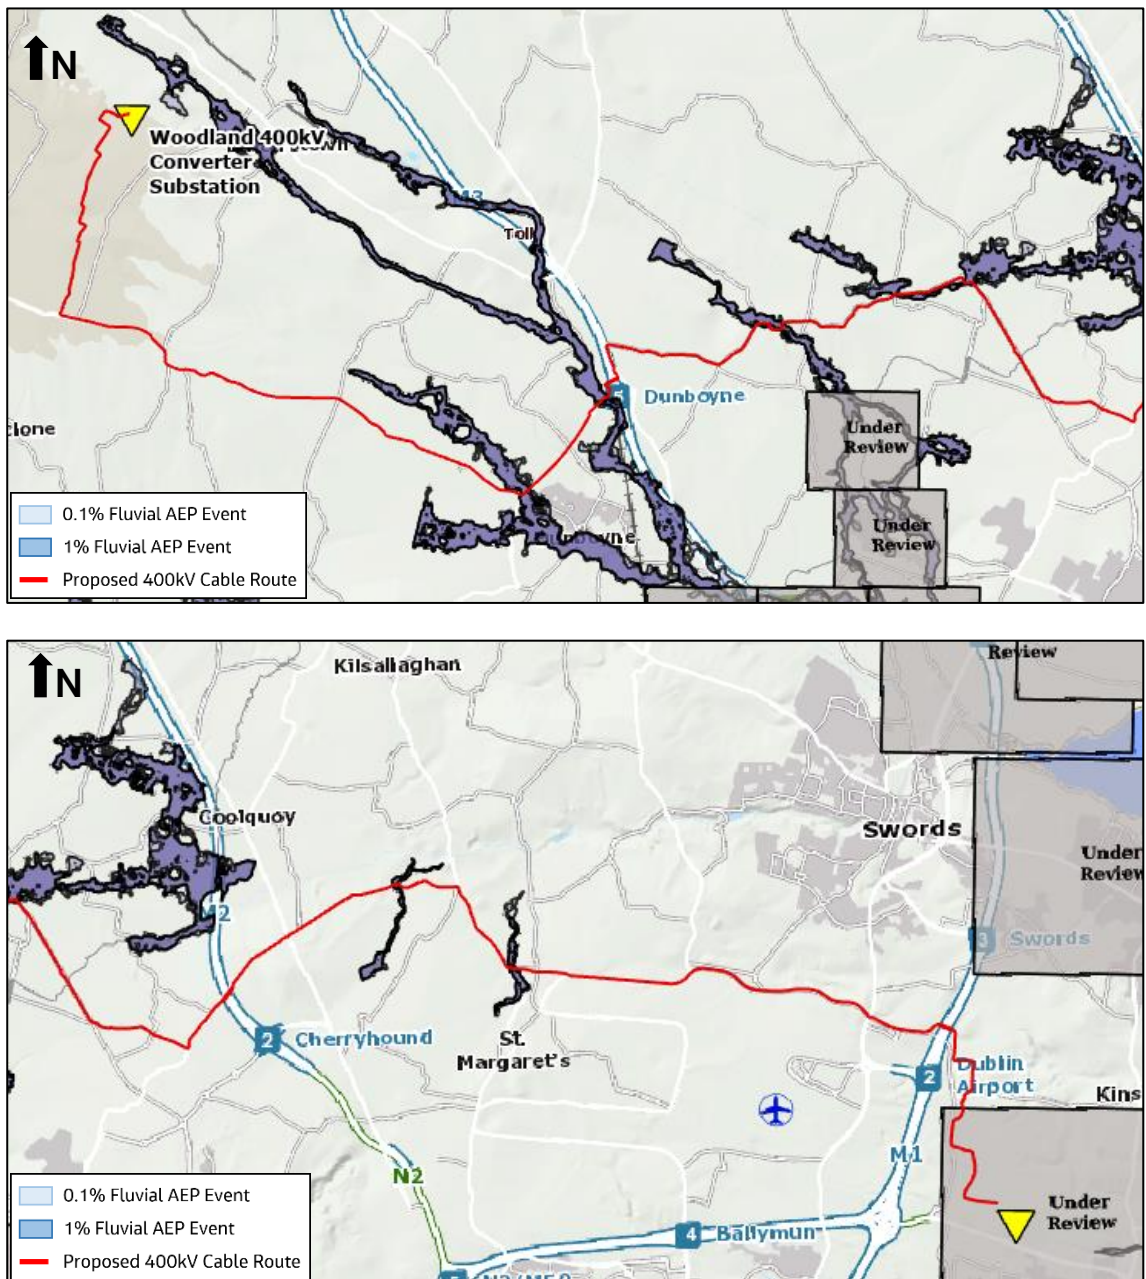 N
Woodland 400kV
Converter
Substation
M3
Toll
5 Dunboyne
Under
Review
Under
Review
clone
Dunboyne
0.1% Fluvial AEP Event
1% Fluvial AEP Event
Proposed 400kV Cable Route
N
Kilsallaghan
Review
Coolquoy
Swords
Under
Review
M2
3 Swords
2 Cherryhound
St.
Margaret's
2 Dublin
Airport
Kins
M1
N2
Under
Review
4 Ballymun
0.1% Fluvial AEP Event
1% Fluvial AEP Event
Proposed 400kV Cable Route